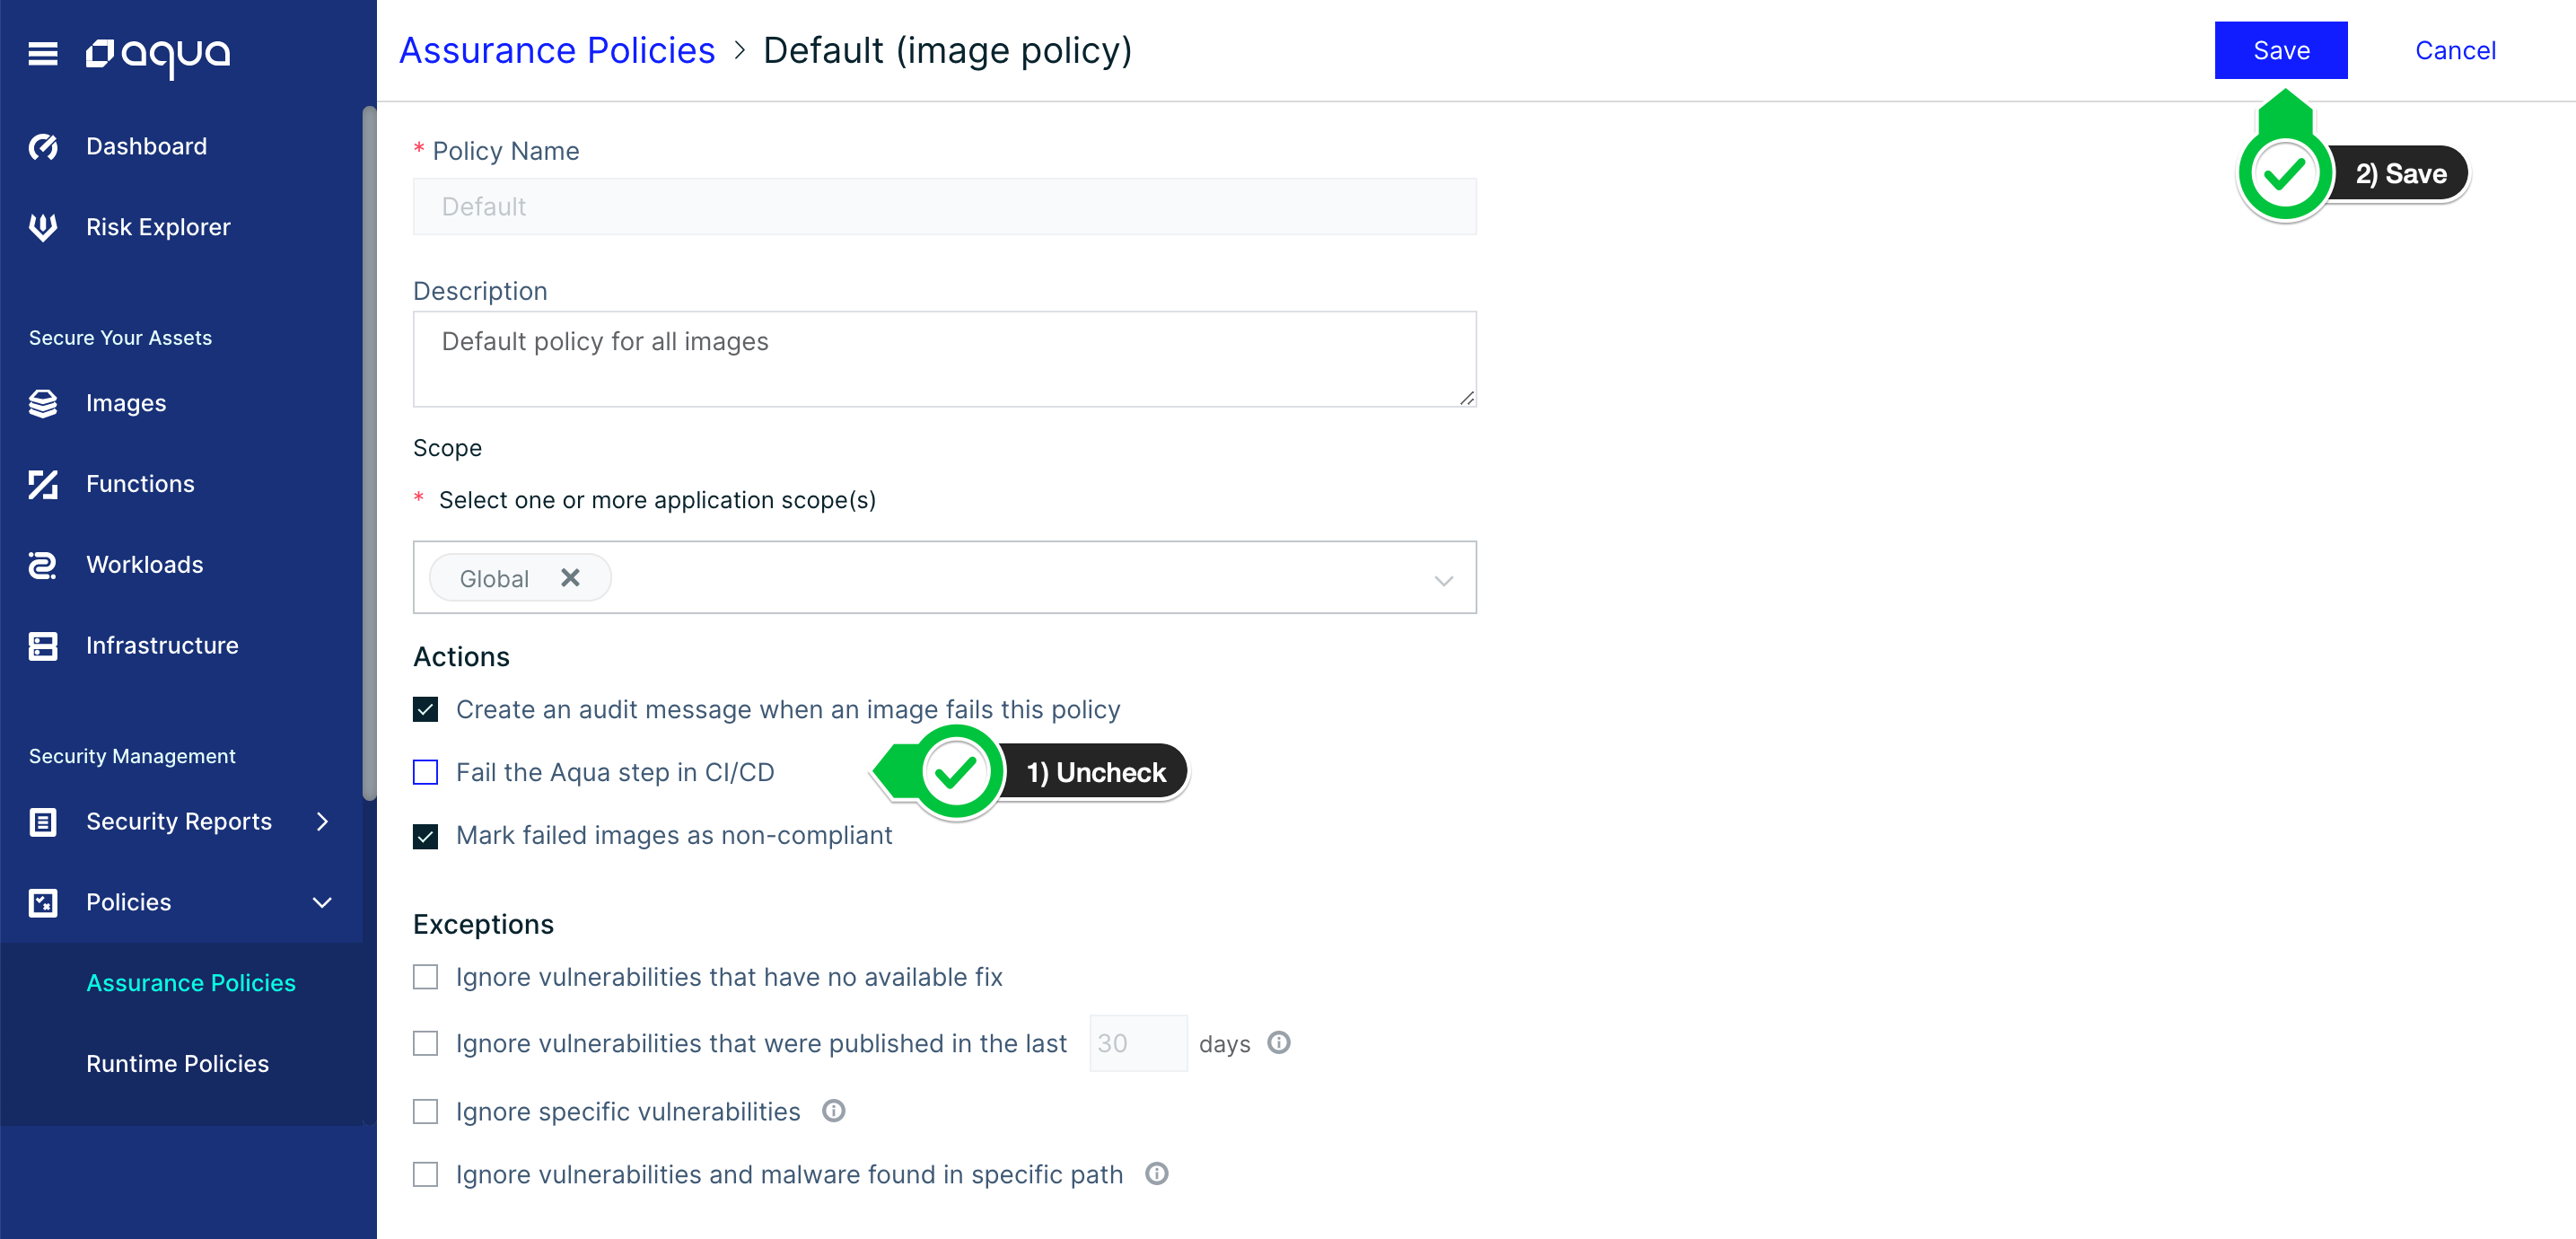 aqua
Dashboard
Risk Explorer
Secure Your Assets
Images
Functions
Workloads
Infrastructure
Security Management
Security Reports
Policies
Assurance Policies
Runtime Policies
Assurance Policies > Default (image policy)
Save
Cancel
2) Save
* Policy Name
Default
Description
Default policy for all images
Scope
* Select one or more application scope(s)
Global
Actions
Create an audit message when an image fails this policy
Fail the Aqua step in CI/CD
1) Uncheck
Mark failed images as non-compliant
Exceptions
Ignore vulnerabilities that have no available fix
Ignore vulnerabilities that were published in the last 30 days
Ignore specific vulnerabilities
Ignore vulnerabilities and malware found in specific path